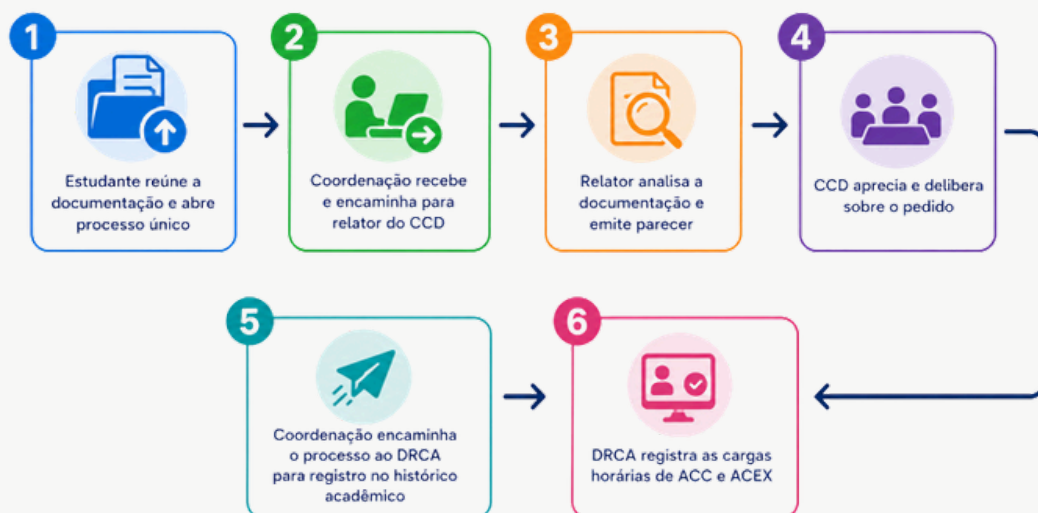 1
Estudante reúne a
documentação e abre
processo único
2
Coordenação recebe
e encaminha para
relator do CCD
3
Relator analisa a
documentação e
emite parecer
4
CCD aprecia e delibera
sobre o pedido
5
Coordenação encaminha
o processo ao DRCA
para registro no histórico
acadêmico
6
DRCA registra as cargas
horárias de ACC e ACEX